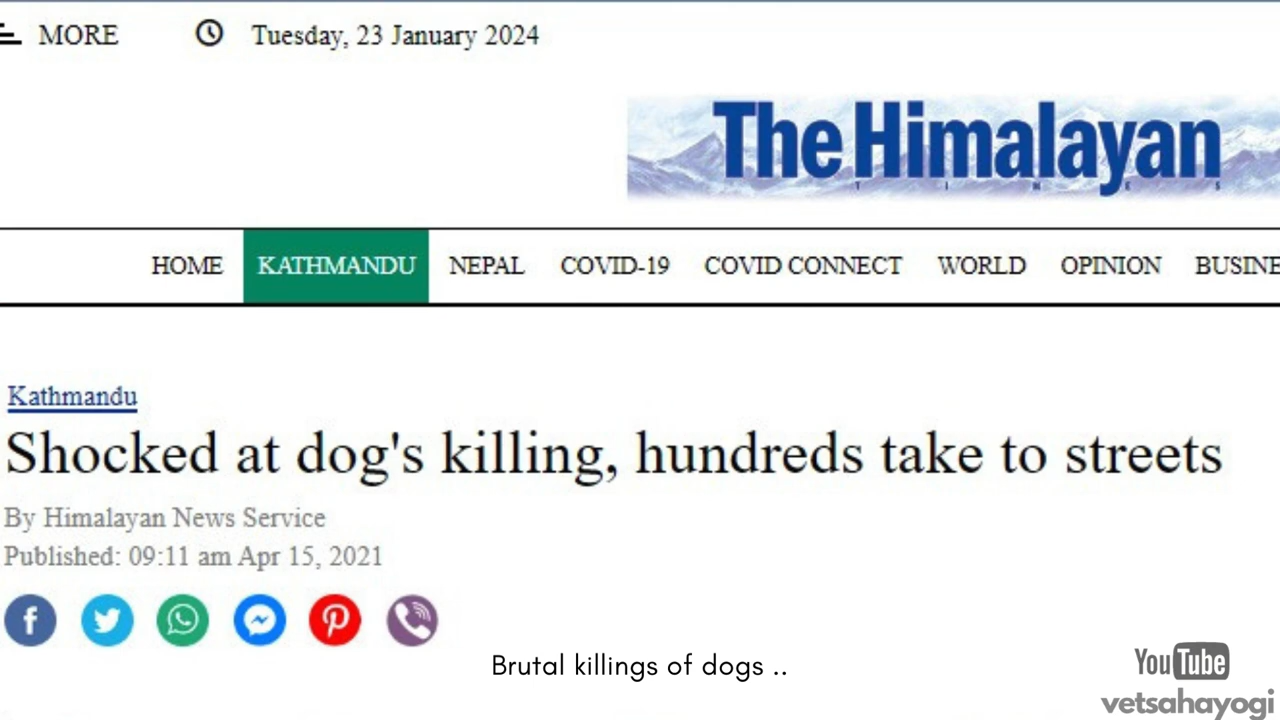 MORE
Tuesday, 23 January 2024
The Himalayan
TIMES
HOME KATHMANDU NEPAL COVID-19 COVID CONNECT WORLD OPINION BUSINE
Kathmandu
Shocked at dog's killing, hundreds take to streets
By Himalayan News Service
Published: 09:11 am Apr 15, 2021
Brutal killings of dogs ..
YouTube
vetsahayogi